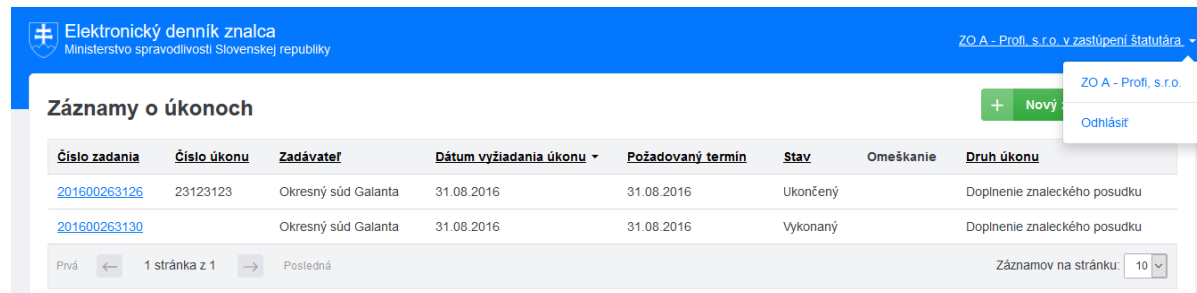 Elektronický denník znalca
Ministerstvo spravodlivosti Slovenskej republiky
ZO A - Profi, s.r.o. v zastúpení štatutára
ZO A - Profi, s.r.o.
Odhlásiť
Záznamy o úkonoch
+ Nový
Číslo zadania Číslo úkonu Zadávateľ Dátum vyžiadania úkonu Požadovaný termín Stav Omeškanie Druh úkonu
201600263126 23123123 Okresný súd Galanta 31.08.2016 31.08.2016 Ukončený Doplnenie znaleckého posudku
201600263130 Okresný súd Galanta 31.08.2016 31.08.2016 Vykonaný Doplnenie znaleckého posudku
Prvá ← 1 stránka z 1 → Posledná Záznamov na stránku: 10